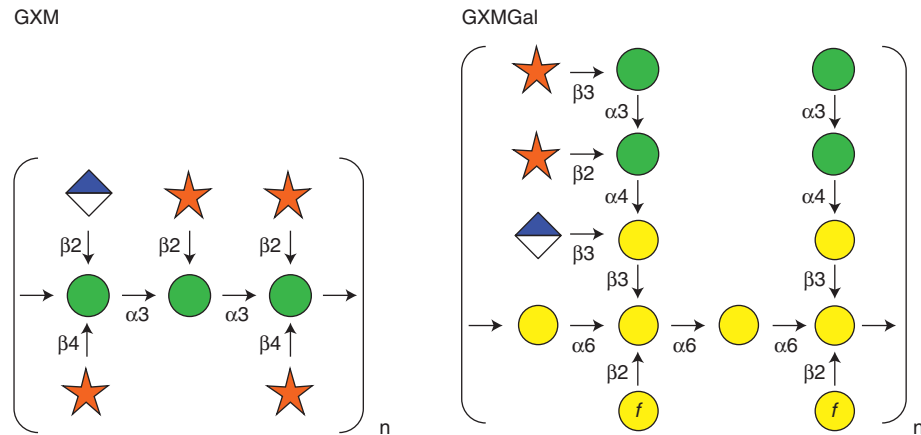 GXM
β2 β2 β2
α3 α3
β4 β4
n
GXMGal
β3 α3 α3
β2 α4 α4
β3 β3 β3
α6 α6 α6
β2 β2
f f
n